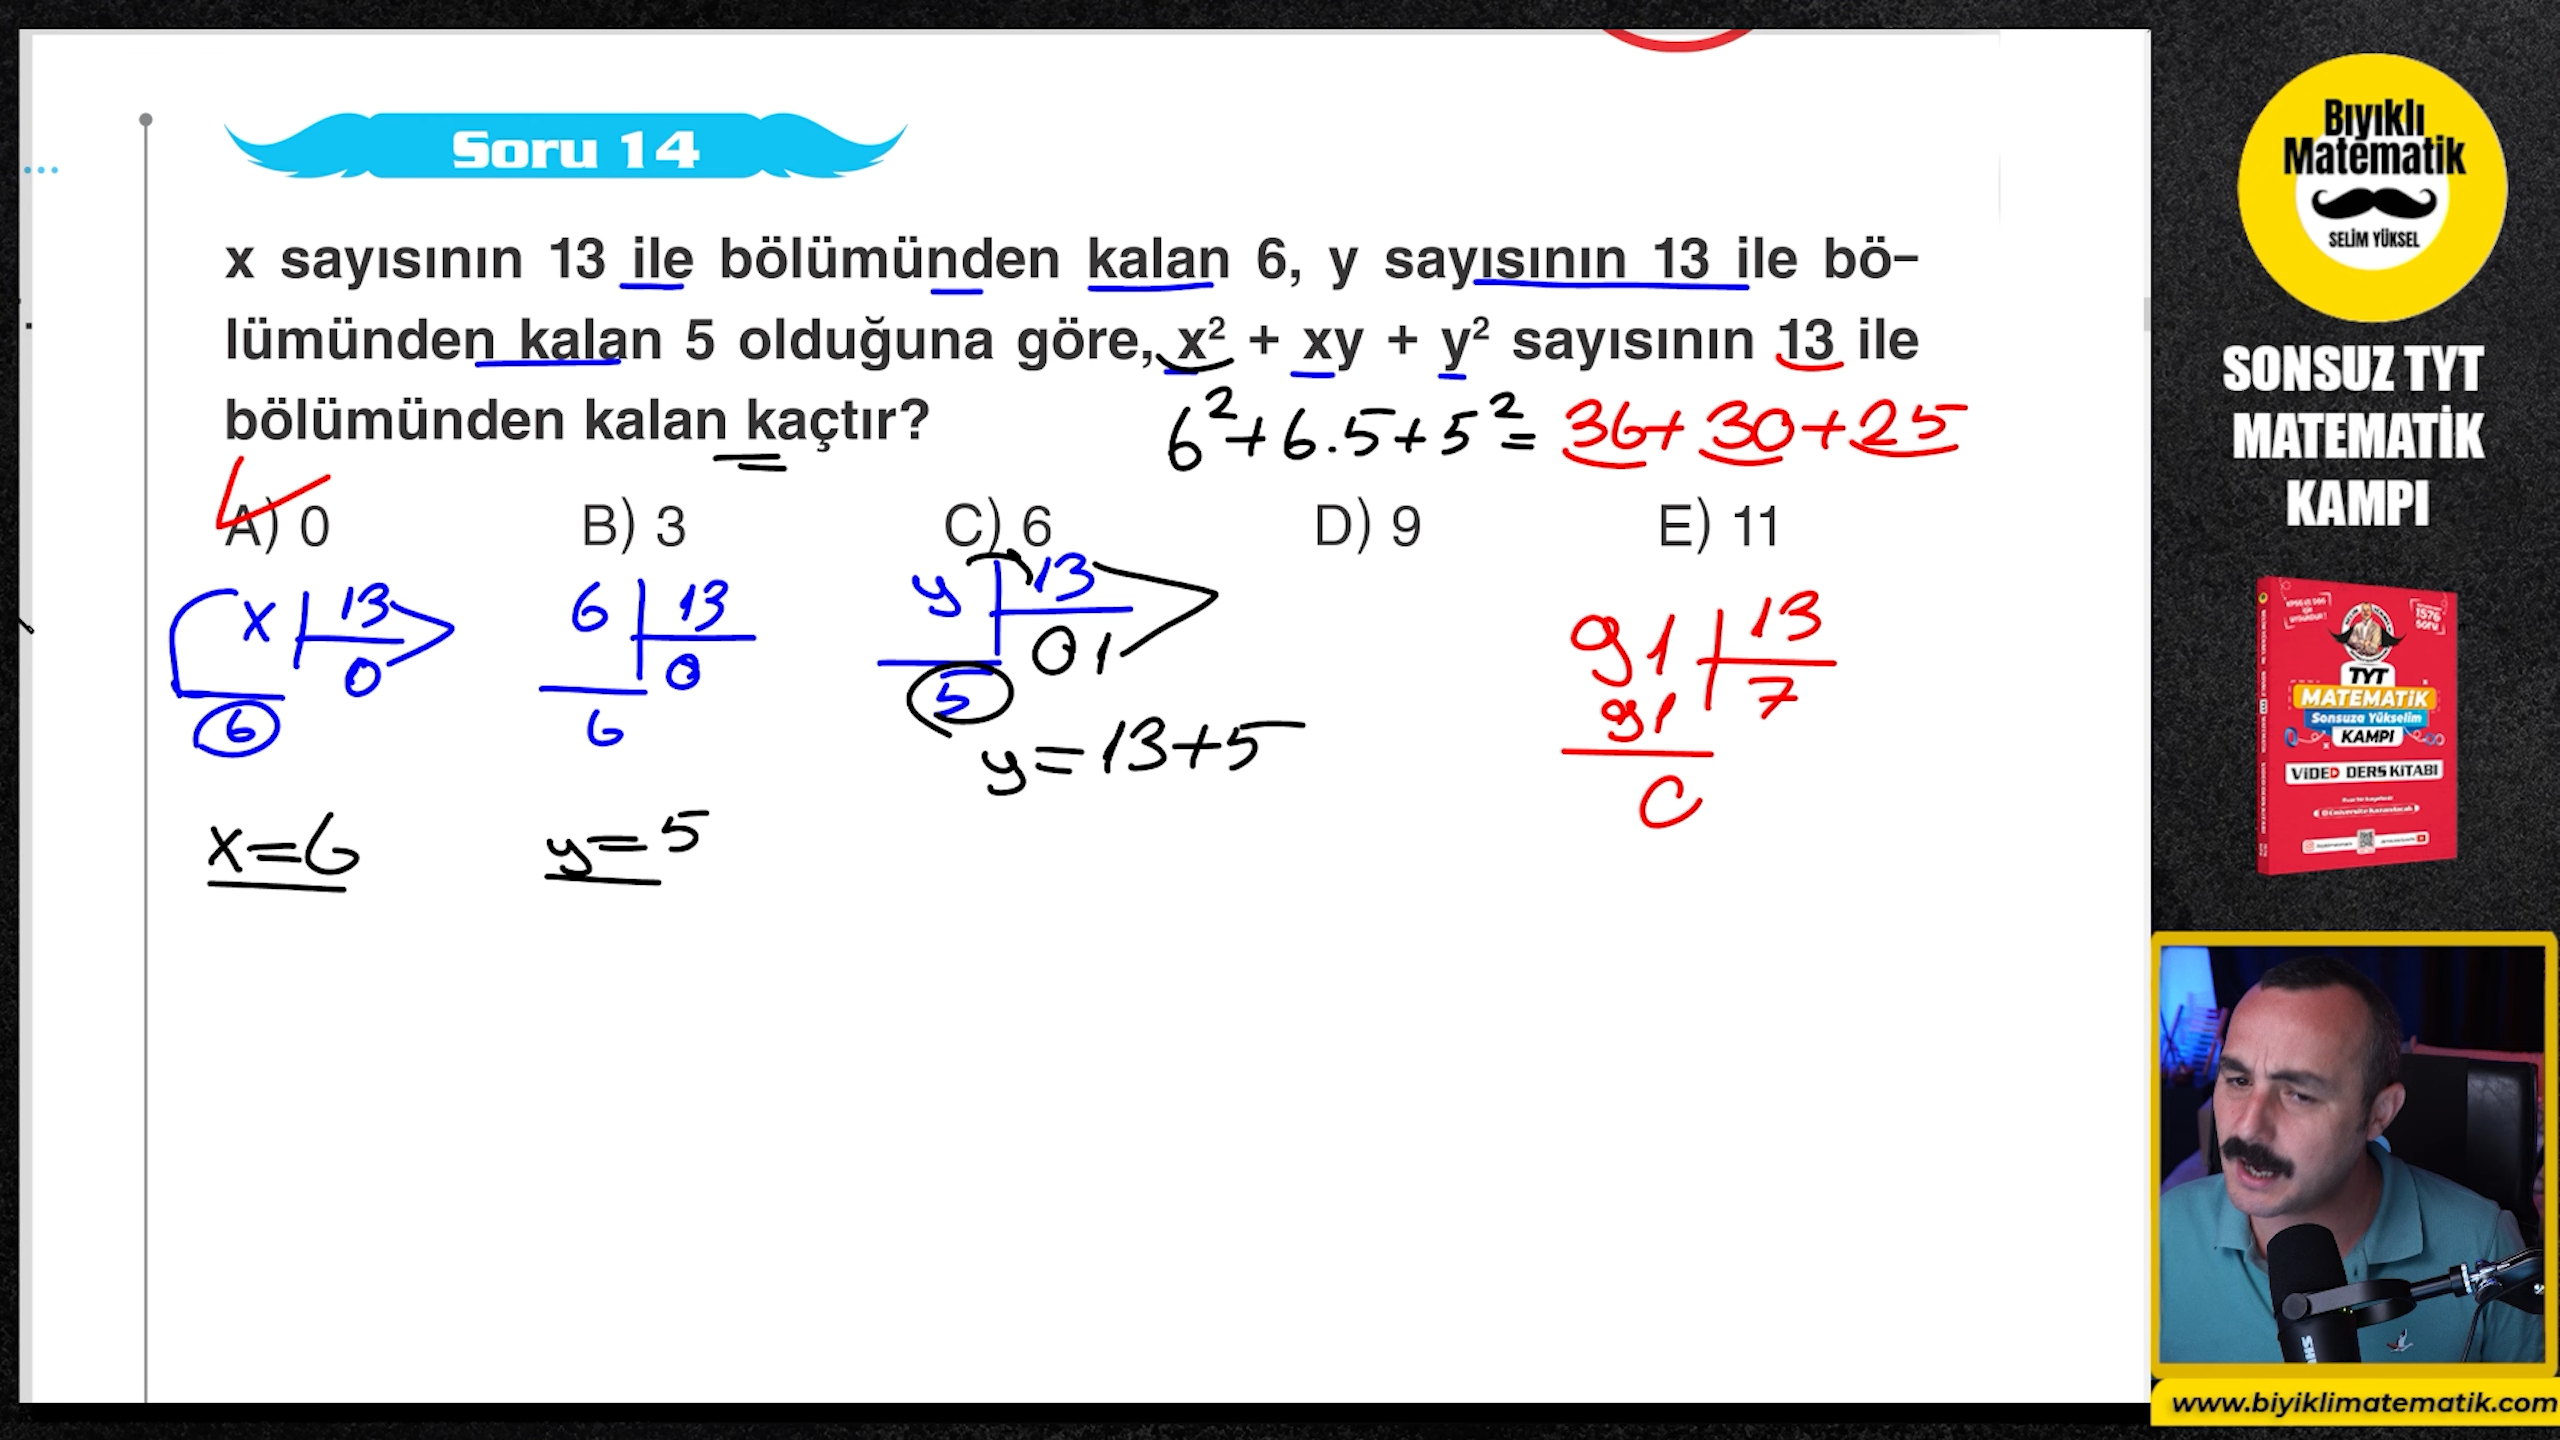 Soru 14
x sayısının 13 ile bölümünden kalan 6, y sayısının 13 ile bö-
lümünden kalan 5 olduğuna göre, x² + xy + y² sayısının 13 ile
bölümünden kalan kaçtır?
6² + 6.5 + 5² = 36 + 30 + 25
A) 0 B) 3 C) 6 D) 9 E) 11
x 13
0
6
6 13
0
6
y 13
0 1
5
y = 13 + 5
91 13
91 7
0
x = 6
y = 5
Bıyıklı
Matematik
SELİM YÜKSEL
SONSUZ TYT
MATEMATİK
KAMPI
1576
soru
TYT
MATEMATİK
Sonsuza Yükselim
KAMPI
VİDEO DERS KİTABI
www.biyiklimatematik.com